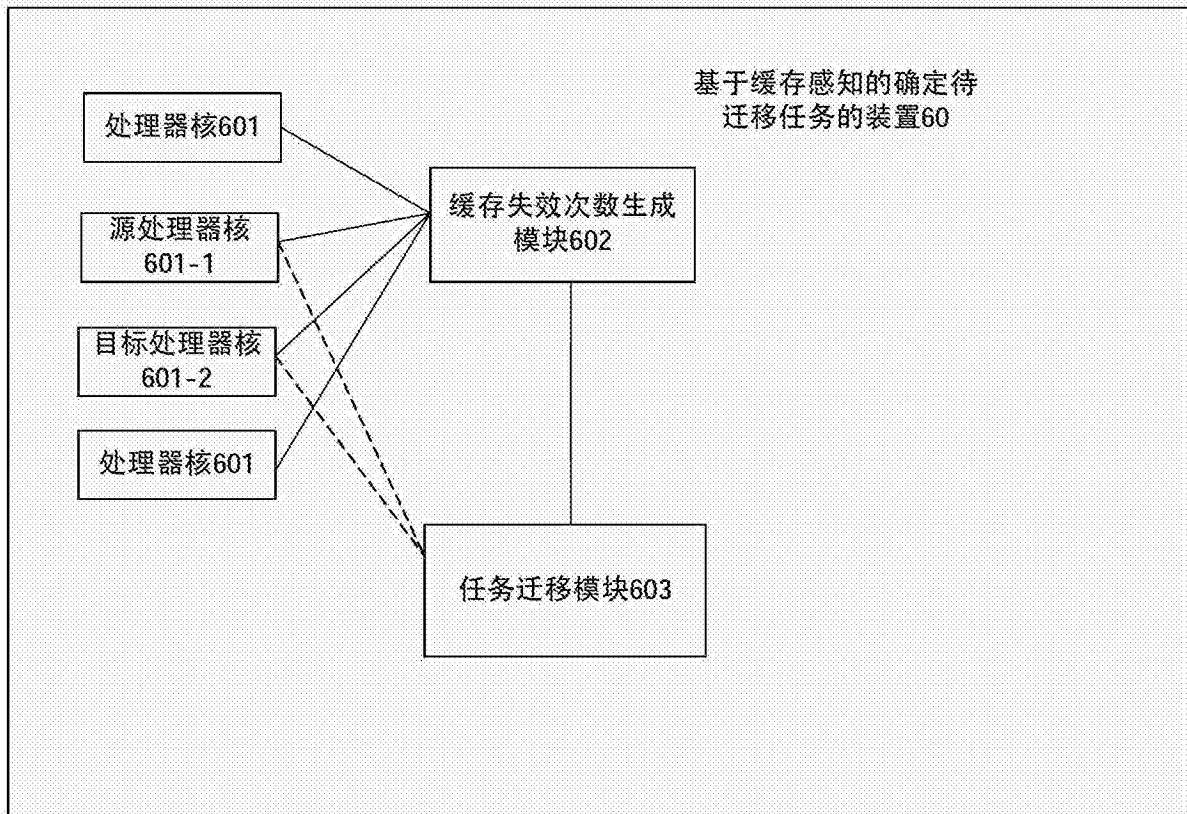 基于缓存感知的确定待
迁移任务的装置60
处理器核601
缓存失效次数生成
模块602
源处理器核
601-1
目标处理器核
601-2
处理器核601
任务迁移模块603